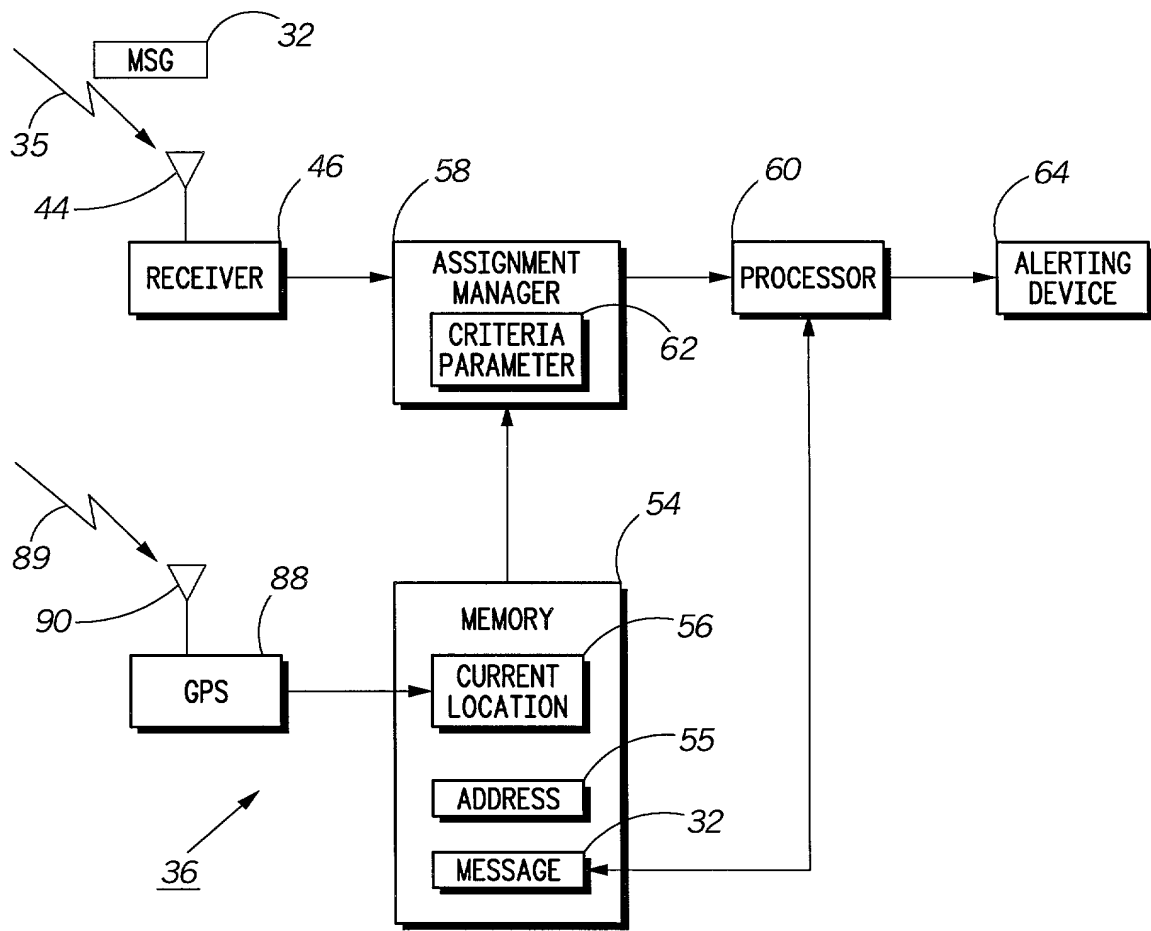 32
MSG
35
44
46
58
60
64
RECEIVER
ASSIGNMENT
MANAGER
CRITERIA
PARAMETER
62
PROCESSOR
ALERTING
DEVICE
89
90
88
54
GPS
MEMORY
56
CURRENT
LOCATION
55
ADDRESS
32
MESSAGE
36